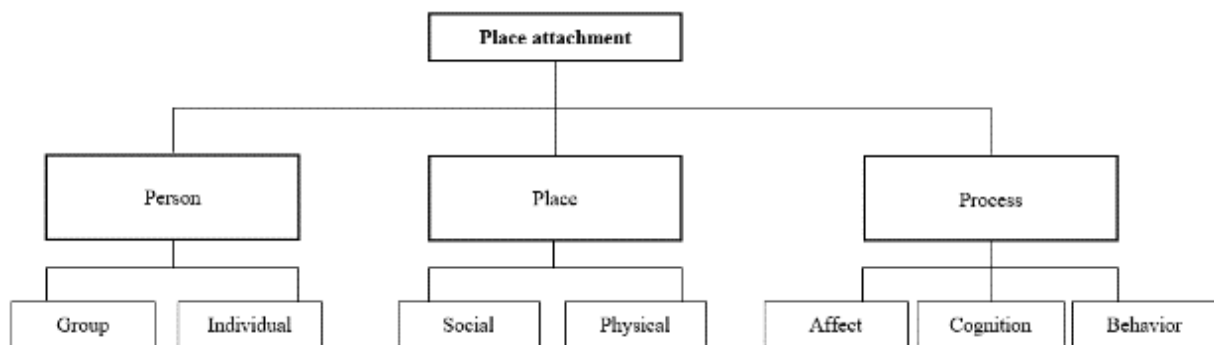 Place attachment
Person
Place
Process
Group
Individual
Social
Physical
Affect
Cognition
Behavior